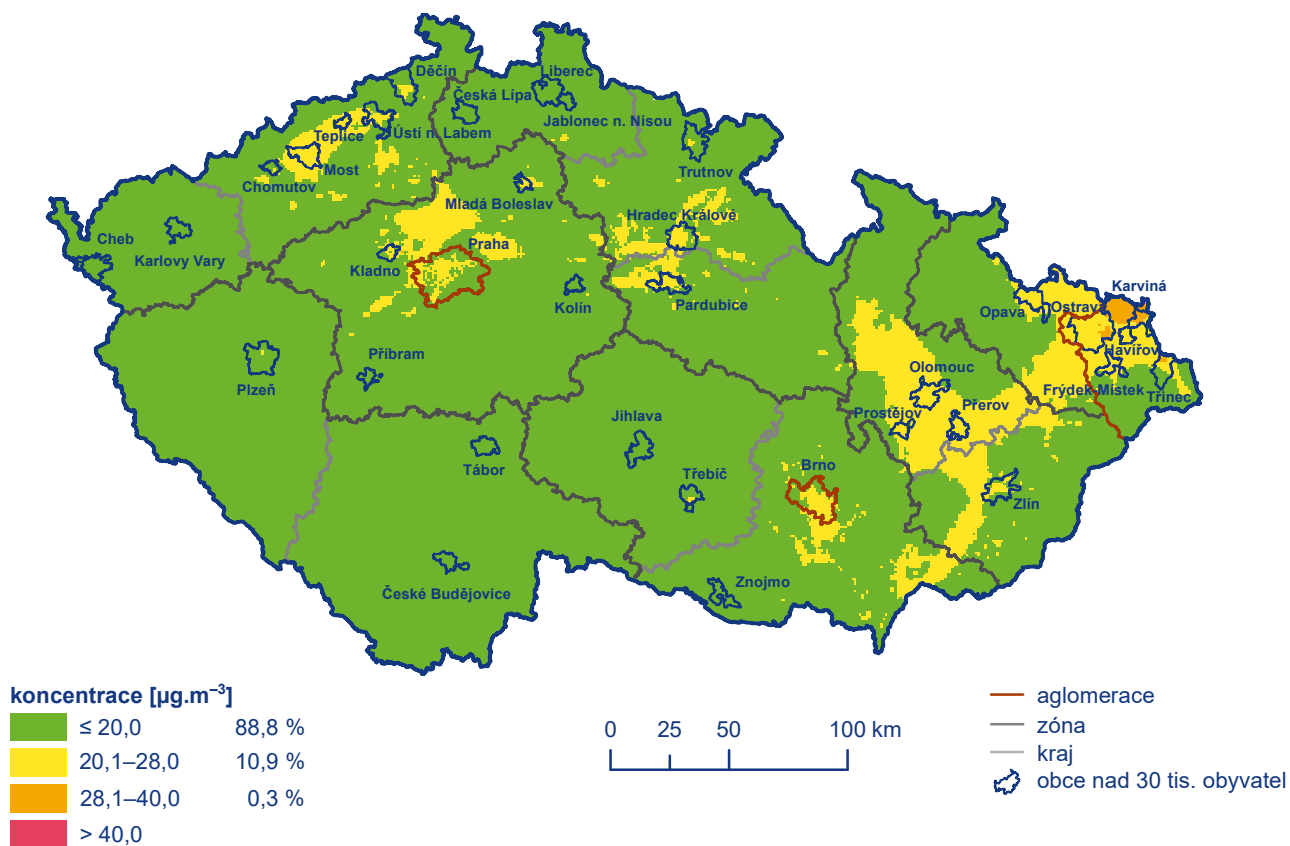 Děčín
Liberec
Česká Lípa
Jablonec n. Nisou
Teplice
Ústí n. Labem
Most
Chomutov
Trutnov
Mladá Boleslav
Hradec Králové
Cheb
Karlovy Vary
Praha
Kladno
Kolín
Pardubice
Karviná
Opava
Ostrava
Havířov
Příbram
Plzeň
Olomouc
Frýdek-Místek
Třinec
Prostějov
Přerov
Jihlava
Tábor
Třebíč
Brno
Zlín
České Budějovice
Znojmo
koncentrace [µg.m⁻³]
≤ 20,0 88,8 %
20,1–28,0 10,9 %
28,1–40,0 0,3 %
> 40,0
0 25 50 100 km
aglomerace
zóna
kraj
obce nad 30 tis. obyvatel